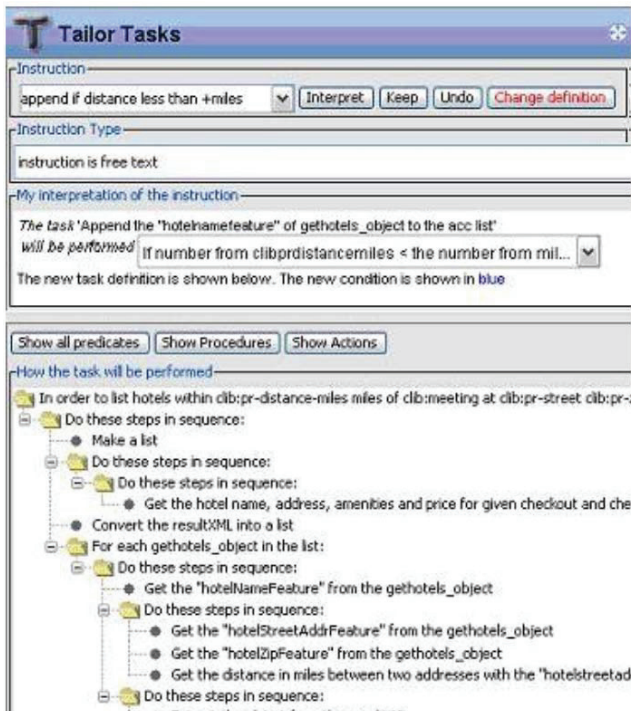 Tailor Tasks
Instruction
append if distance less than +miles Interpret Keep Undo Change definition
Instruction Type
instruction is free text
My interpretation of the instruction
The task 'Append the "hotelnamefeature" of gethotels_object to the acc list'
will be performed If number from clibprdistancemiles < the number from mil...
The new task definition is shown below. The new condition is shown in blue
Show all predicates Show Procedures Show Actions
How the task will be performed
In order to list hotels within clib:pr-distance-miles miles of clib:meeting at clib:pr-street clib:pr-
Do these steps in sequence:
Make a list
Do these steps in sequence:
Do these steps in sequence:
Get the hotel name, address, amenities and price for given checkout and che
Convert the resultXML into a list
For each gethotels_object in the list:
Do these steps in sequence:
Get the "hotelNameFeature" from the gethotels_object
Do these steps in sequence:
Get the "hotelStreetAddrFeature" from the gethotels_object
Get the "hotelZipFeature" from the gethotels_object
Get the distance in miles between two addresses with the "hotelstreetad
Do these steps in sequence: